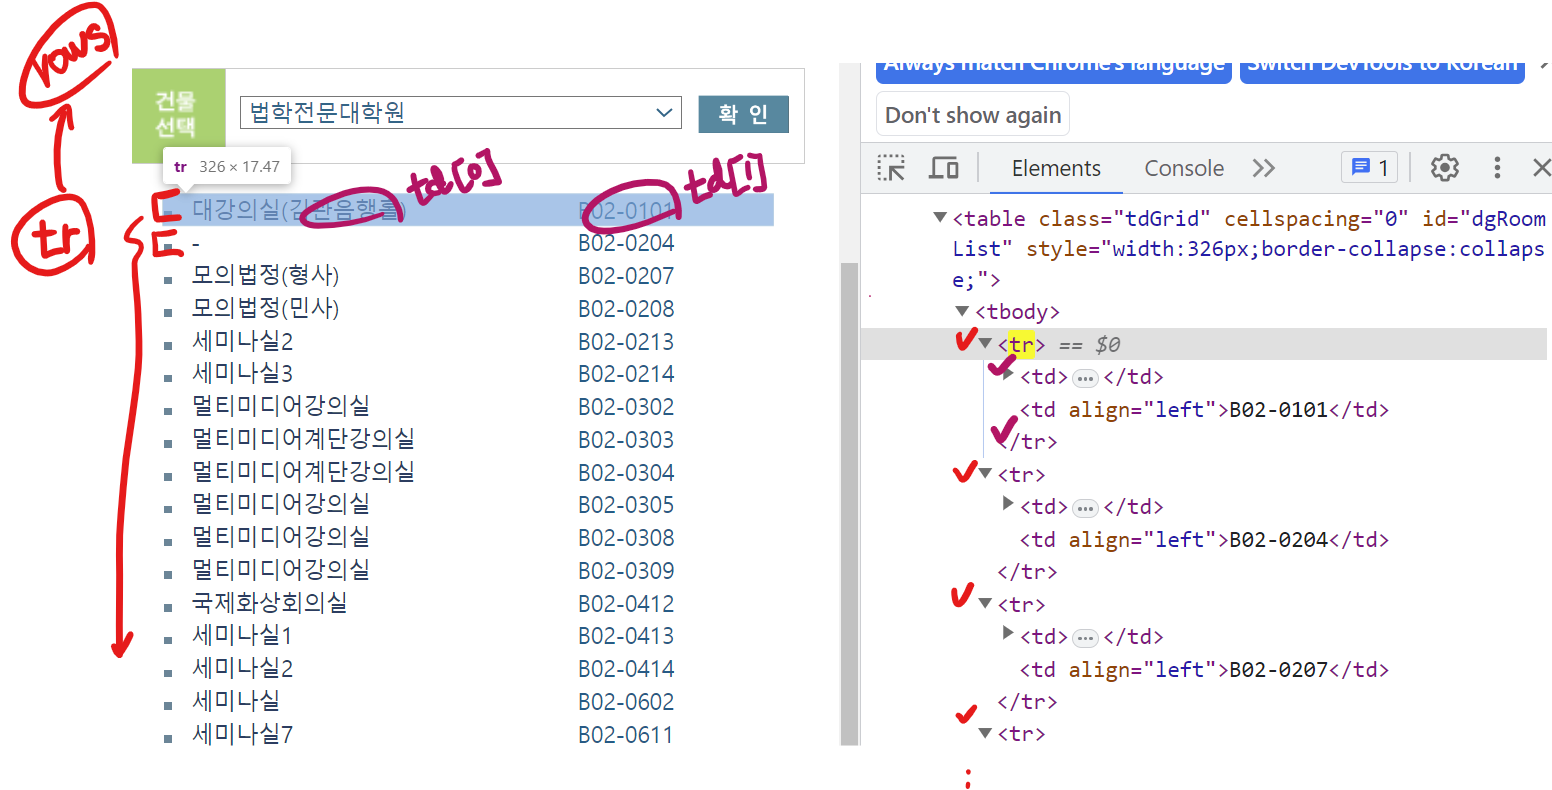 rows
tr
건물
선택
법학전문대학원
확 인
tr 326 × 17.47
td[0]
td[1]
대강의실(김판음행홀) B02-0101
- B02-0204
모의법정(형사) B02-0207
모의법정(민사) B02-0208
세미나실2 B02-0213
세미나실3 B02-0214
멀티미디어강의실 B02-0302
멀티미디어계단강의실 B02-0303
멀티미디어계단강의실 B02-0304
멀티미디어강의실 B02-0305
멀티미디어강의실 B02-0308
멀티미디어강의실 B02-0309
국제화상회의실 B02-0412
세미나실1 B02-0413
세미나실2 B02-0414
세미나실 B02-0602
세미나실7 B02-0611
Always match Chrome's language
Switch DevTools to Korean
Don't show again
Elements Console 1
<table class="tdGrid" cellspacing="0" id="dgRoom
List" style="width:326px;border-collapse:collaps
e;">
<tbody>
<tr> == $0
<td>…</td>
<td align="left">B02-0101</td>
</tr>
<tr>
<td>…</td>
<td align="left">B02-0204</td>
</tr>
<tr>
<td>…</td>
<td align="left">B02-0207</td>
</tr>
<tr>
: